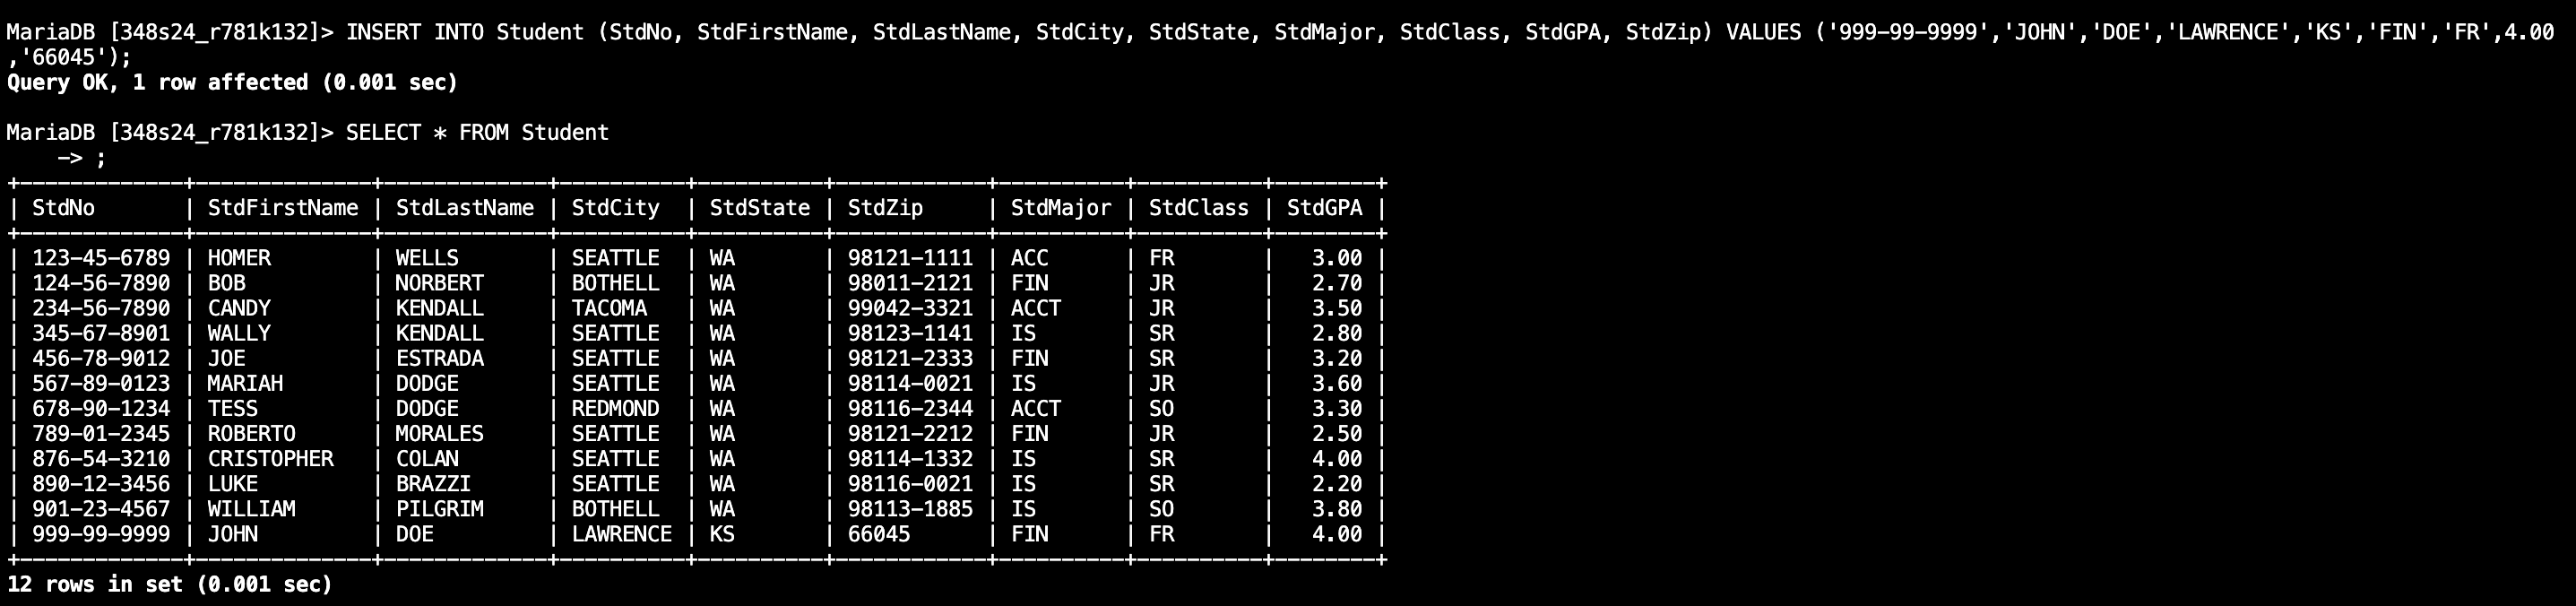 MariaDB [348s24_r781k132]> INSERT INTO Student (StdNo, StdFirstName, StdLastName, StdCity, StdState, StdMajor, StdClass, StdGPA, StdZip) VALUES ('999-99-9999','JOHN','DOE','LAWRENCE','KS','FIN','FR',4.00
,'66045');
Query OK, 1 row affected (0.001 sec)

MariaDB [348s24_r781k132]> SELECT * FROM Student
    -> ;
+-------------+--------------+-------------+----------+----------+------------+----------+----------+--------+
| StdNo       | StdFirstName | StdLastName | StdCity  | StdState | StdZip     | StdMajor | StdClass | StdGPA |
+-------------+--------------+-------------+----------+----------+------------+----------+----------+--------+
| 123-45-6789 | HOMER        | WELLS       | SEATTLE  | WA       | 98121-1111 | ACC      | FR       |   3.00 |
| 124-56-7890 | BOB          | NORBERT     | BOTHELL  | WA       | 98011-2121 | FIN      | JR       |   2.70 |
| 234-56-7890 | CANDY        | KENDALL     | TACOMA   | WA       | 99042-3321 | ACCT     | JR       |   3.50 |
| 345-67-8901 | WALLY        | KENDALL     | SEATTLE  | WA       | 98123-1141 | IS       | SR       |   2.80 |
| 456-78-9012 | JOE          | ESTRADA     | SEATTLE  | WA       | 98121-2333 | FIN      | SR       |   3.20 |
| 567-89-0123 | MARIAH       | DODGE       | SEATTLE  | WA       | 98114-0021 | IS       | JR       |   3.60 |
| 678-90-1234 | TESS         | DODGE       | REDMOND  | WA       | 98116-2344 | ACCT     | SO       |   3.30 |
| 789-01-2345 | ROBERTO      | MORALES     | SEATTLE  | WA       | 98121-2212 | FIN      | JR       |   2.50 |
| 876-54-3210 | CRISTOPHER   | COLAN       | SEATTLE  | WA       | 98114-1332 | IS       | SR       |   4.00 |
| 890-12-3456 | LUKE         | BRAZZI      | SEATTLE  | WA       | 98116-0021 | IS       | SR       |   2.20 |
| 901-23-4567 | WILLIAM      | PILGRIM     | BOTHELL  | WA       | 98113-1885 | IS       | SO       |   3.80 |
| 999-99-9999 | JOHN         | DOE         | LAWRENCE | KS       | 66045      | FIN      | FR       |   4.00 |
+-------------+--------------+-------------+----------+----------+------------+----------+----------+--------+
12 rows in set (0.001 sec)